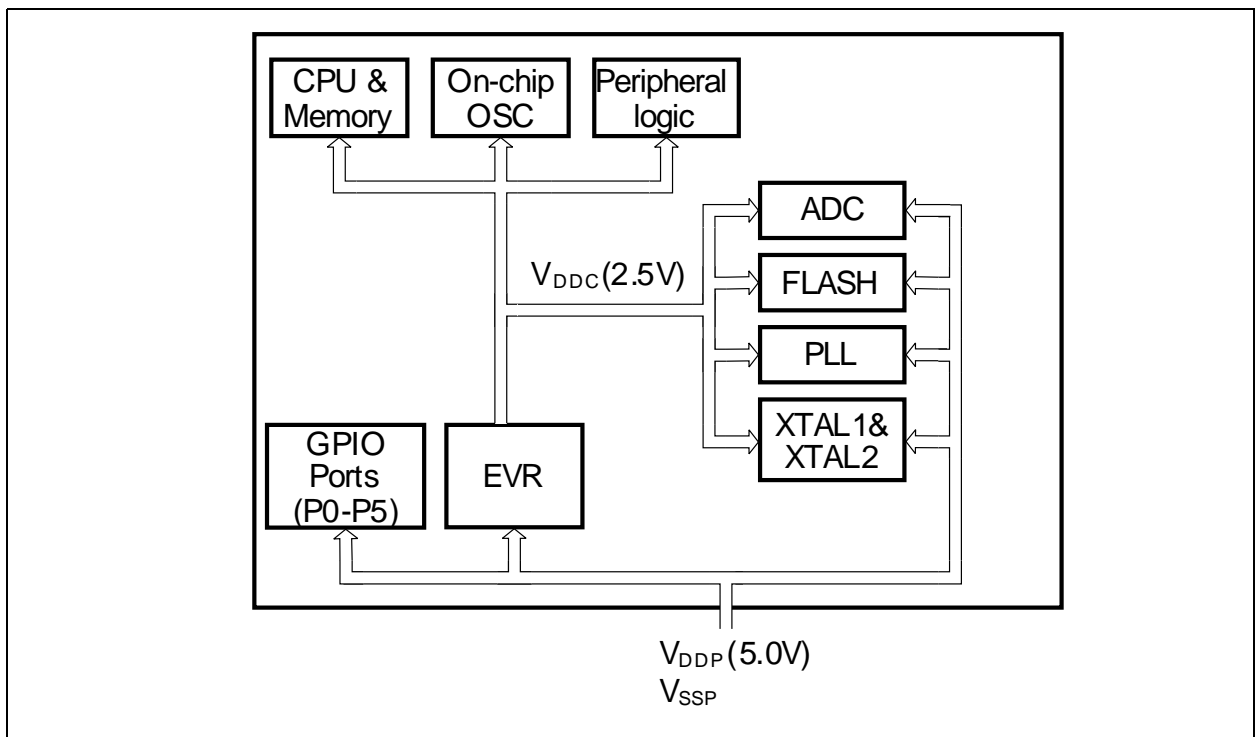 CPU &
Memory
On-chip
OSC
Peripheral
logic
ADC
VDDC(2.5V)
FLASH
PLL
XTAL1&
XTAL2
GPIO
Ports
(P0-P5)
EVR
VDDP(5.0V)
VSSP